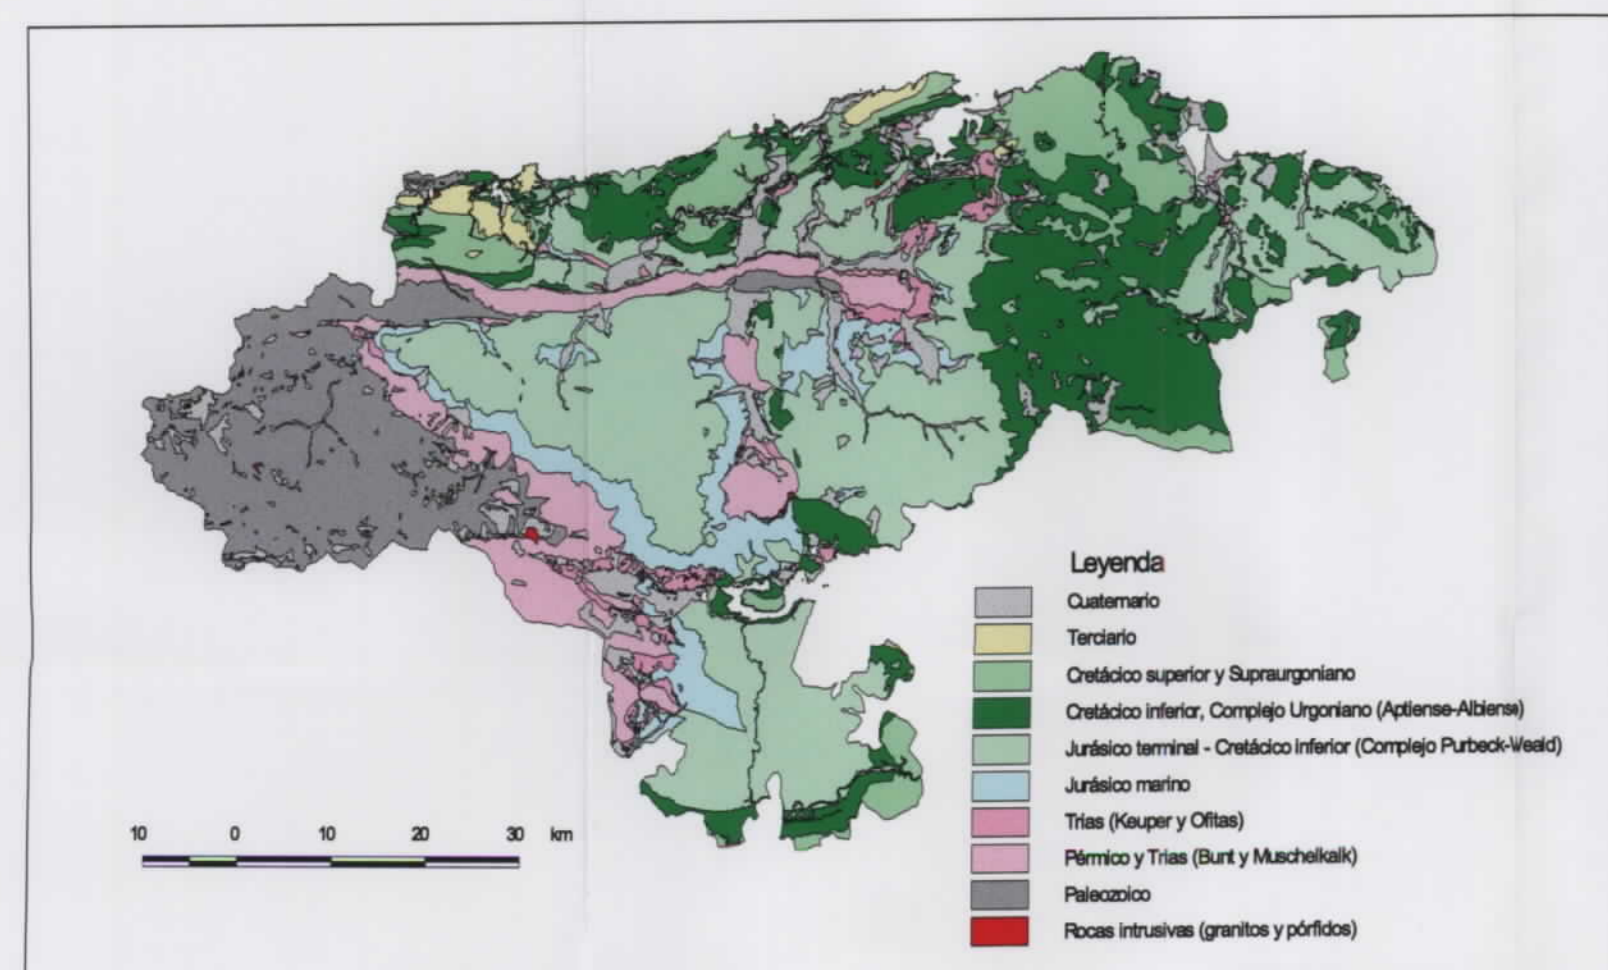 Leyenda
Cuaternario
Terciario
Cretácico superior y Supraurgoniano
Cretácico inferior, Complejo Urgoniano (Aptiense-Albiense)
Jurásico terminal - Cretácico inferior (Complejo Purbeck-Weald)
Jurásico marino
Trias (Keuper y Ofitas)
Pérmico y Trias (Bunt y Muschelkalk)
Paleozoico
Rocas intrusivas (granitos y pórfidos)
10 0 10 20 30 km